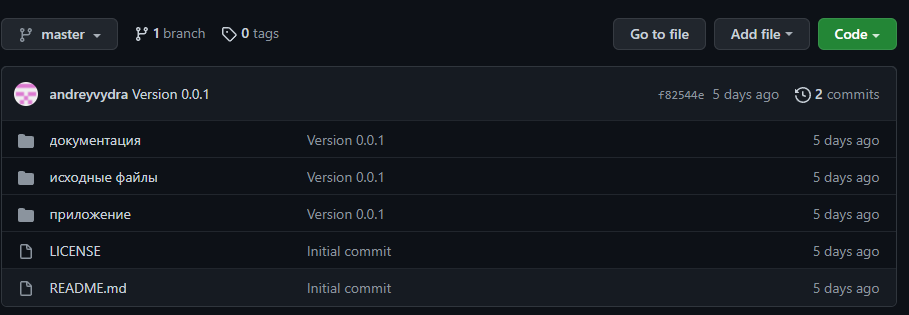 master 1 branch 0 tags Go to file Add file Code
andreyvydra Version 0.0.1 f82544e 5 days ago 2 commits
документация Version 0.0.1 5 days ago
исходные файлы Version 0.0.1 5 days ago
приложение Version 0.0.1 5 days ago
LICENSE Initial commit 5 days ago
README.md Initial commit 5 days ago